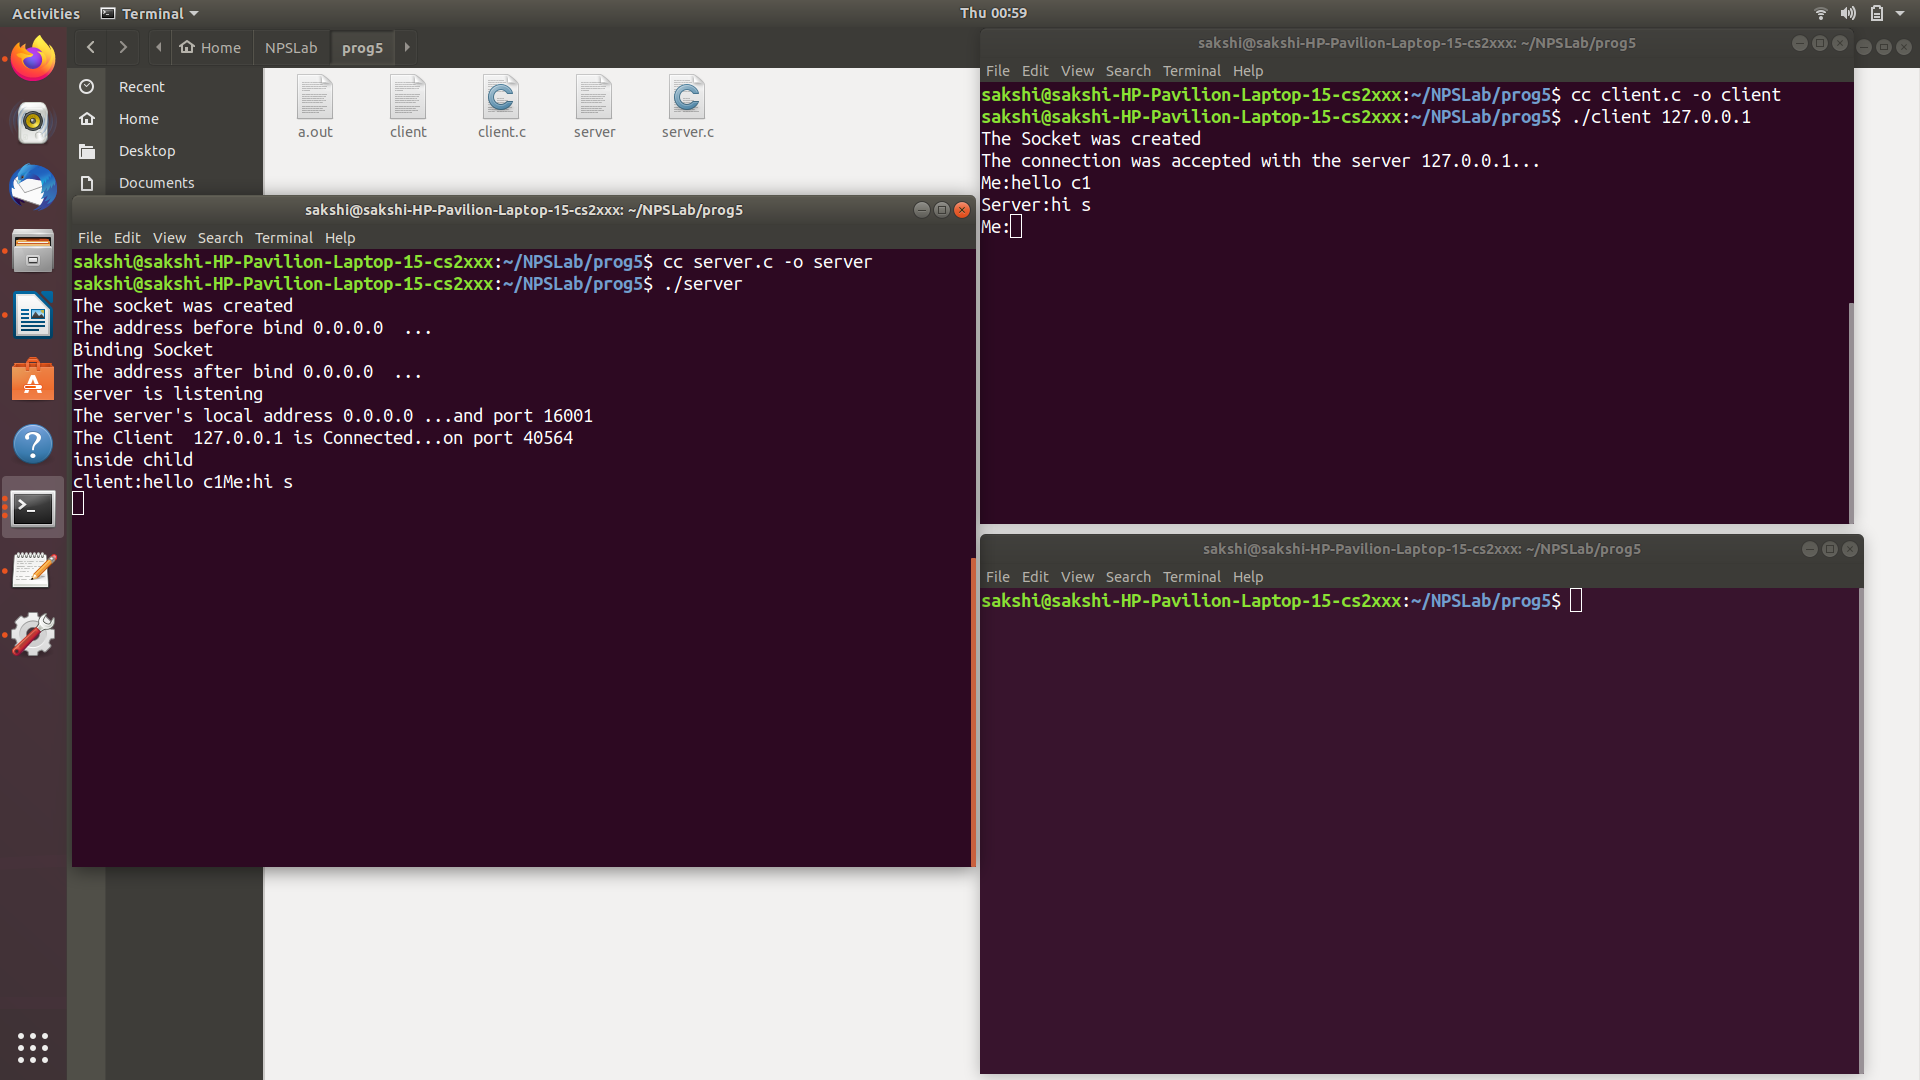 Activities Terminal Thu 00:59
Home NPSLab prog5
Recent
Home
Desktop
Documents
a.out client client.c server server.c
sakshi@sakshi-HP-Pavilion-Laptop-15-cs2xxx: ~/NPSLab/prog5
File Edit View Search Terminal Help
sakshi@sakshi-HP-Pavilion-Laptop-15-cs2xxx:~/NPSLab/prog5$ cc server.c -o server
sakshi@sakshi-HP-Pavilion-Laptop-15-cs2xxx:~/NPSLab/prog5$ ./server
The socket was created
The address before bind 0.0.0.0  ...
Binding Socket
The address after bind 0.0.0.0  ...
server is listening
The server's local address 0.0.0.0 ...and port 16001
The Client  127.0.0.1 is Connected...on port 40564
inside child
client:hello c1Me:hi s
sakshi@sakshi-HP-Pavilion-Laptop-15-cs2xxx: ~/NPSLab/prog5
File Edit View Search Terminal Help
sakshi@sakshi-HP-Pavilion-Laptop-15-cs2xxx:~/NPSLab/prog5$ cc client.c -o client
sakshi@sakshi-HP-Pavilion-Laptop-15-cs2xxx:~/NPSLab/prog5$ ./client 127.0.0.1
The Socket was created
The connection was accepted with the server 127.0.0.1...
Me:hello c1
Server:hi s
Me:
sakshi@sakshi-HP-Pavilion-Laptop-15-cs2xxx: ~/NPSLab/prog5
File Edit View Search Terminal Help
sakshi@sakshi-HP-Pavilion-Laptop-15-cs2xxx:~/NPSLab/prog5$